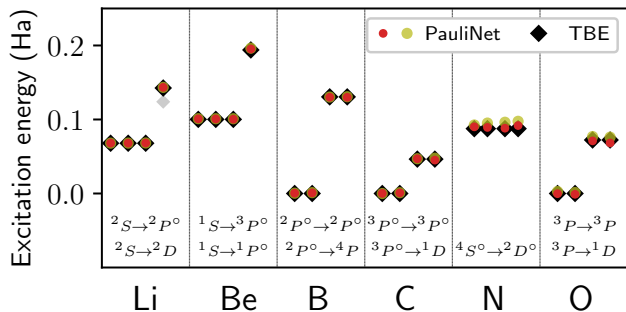 Excitation energy (Ha)
0.2
0.1
0.0
PauliNet TBE
²S→²P° ¹S→³P° ²P°→²P° ³P°→³P° ³P→³P
²S→²D ¹S→¹P° ²P°→⁴P ³P°→¹D ⁴S°→²D° ³P→¹D
Li Be B C N O